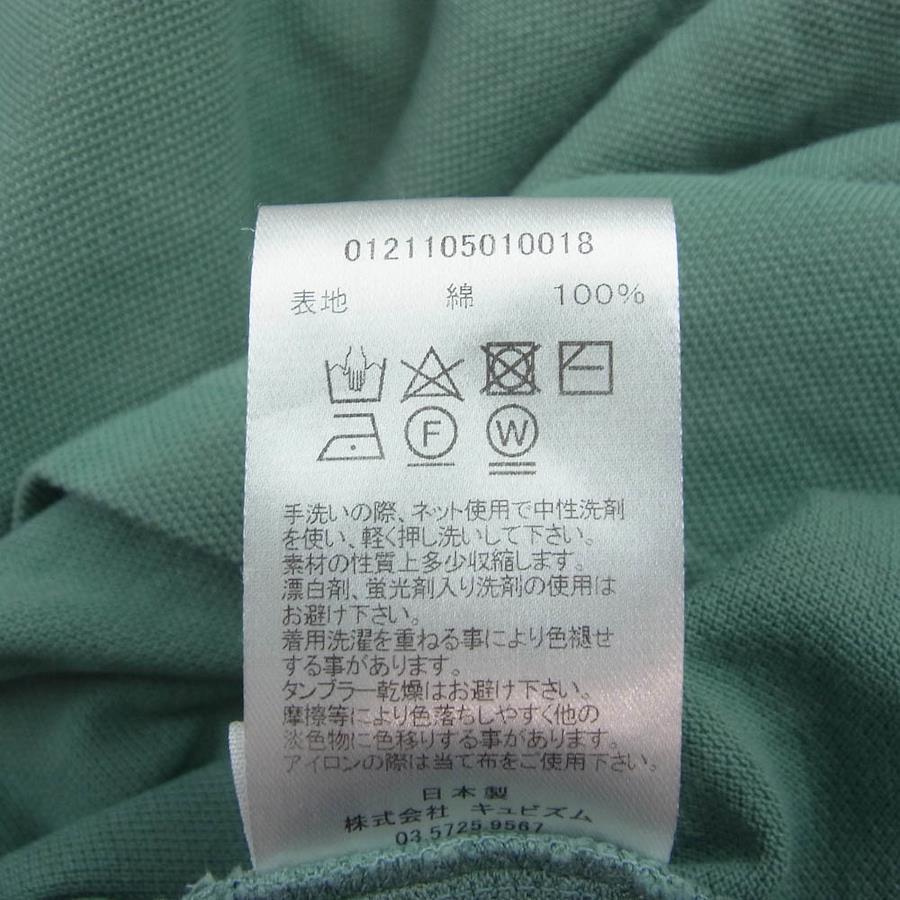 0121105010018
表地 綿 100%
F W
手洗いの際、ネット使用で中性洗剤
を使い、軽く押し洗いして下さい。
素材の性質上多少収縮します。
漂白剤、蛍光剤入り洗剤の使用は
お避け下さい。
着用洗濯を重ねる事により色褪せ
する事があります。
タンブラー乾燥はお避け下さい。
摩擦等により色落ちしやすく他の
淡色物に色移りする事があります。
アイロンの際は当て布をご使用下さい。
日本製
株式会社 キュビズム
03 5725 9567